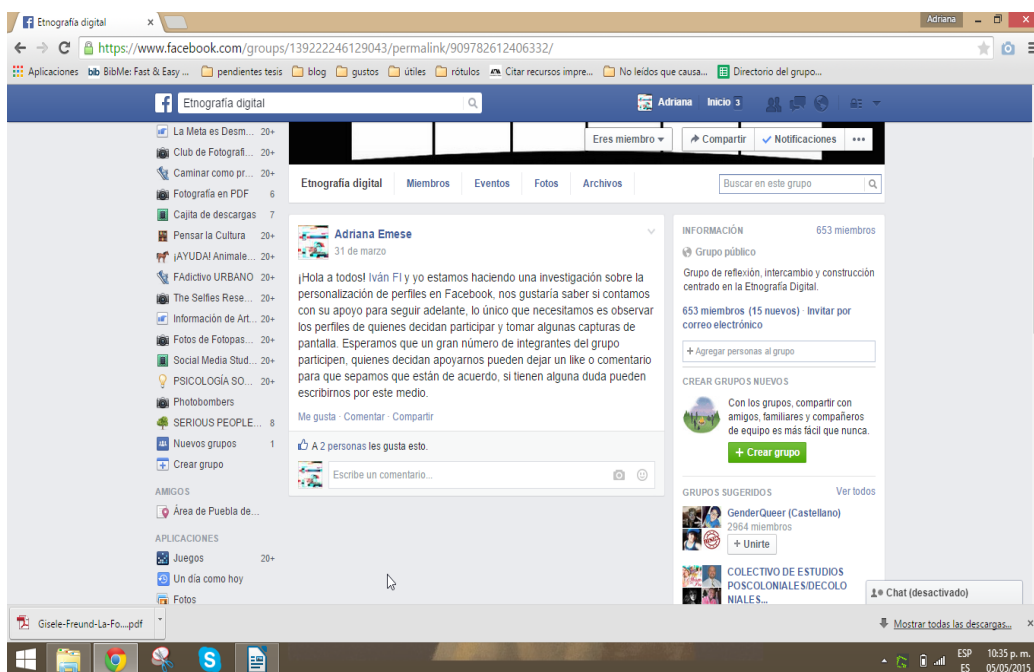 Etnografía digital
Adriana
https://www.facebook.com/groups/139222246129043/permalink/909782612406332/
Aplicaciones bib BibMe: Fast & Easy ... pendientes tesis blog gustos útiles rótulos Citar recursos impre... No leídos que causa... Directorio del grupo...
Etnografía digital
Adriana Inicio 3
La Meta es Desm... 20+
Club de Fotografi... 20+
Caminar como pr... 20+
Fotografía en PDF 6
Cajita de descargas 7
Pensar la Cultura 20+
¡AYUDA! Animale... 20+
FAdictivo URBANO 20+
The Selfies Rese... 20+
Información de Art... 20+
Fotos de Fotopas... 20+
Social Media Stud... 20+
PSICOLOGÍA SO... 20+
Photobombers
SERIOUS PEOPLE... 8
Nuevos grupos 1
Crear grupo
AMIGOS
Área de Puebla de...
APLICACIONES
Juegos 20+
Un día como hoy
Fotos
Eres miembro Compartir Notificaciones
Etnografía digital Miembros Eventos Fotos Archivos
Buscar en este grupo
Adriana Emese
31 de marzo
¡Hola a todos! Iván Fl y yo estamos haciendo una investigación sobre la
personalización de perfiles en Facebook, nos gustaría saber si contamos
con su apoyo para seguir adelante, lo único que necesitamos es observar
los perfiles de quienes decidan participar y tomar algunas capturas de
pantalla. Esperamos que un gran número de integrantes del grupo
participen, quienes decidan apoyarnos pueden dejar un like o comentario
para que sepamos que están de acuerdo, si tienen alguna duda pueden
escribirnos por este medio.
Me gusta · Comentar · Compartir
A 2 personas les gusta esto.
Escribe un comentario...
INFORMACIÓN 653 miembros
Grupo público
Grupo de reflexión, intercambio y construcción
centrado en la Etnografía Digital.
653 miembros (15 nuevos) · Invitar por
correo electrónico
+ Agregar personas al grupo
CREAR GRUPOS NUEVOS
Con los grupos, compartir con
amigos, familiares y compañeros
de equipo es más fácil que nunca.
+ Crear grupo
GRUPOS SUGERIDOS Ver todos
GenderQueer (Castellano)
2964 miembros
+ Unirte
COLECTIVO DE ESTUDIOS
POSCOLONIALES/DECOLO
NIALES...
Chat (desactivado)
Gisele-Freund-La-Fo....pdf
Mostrar todas las descargas...
ESP 10:35 p. m.
ES 05/05/2015